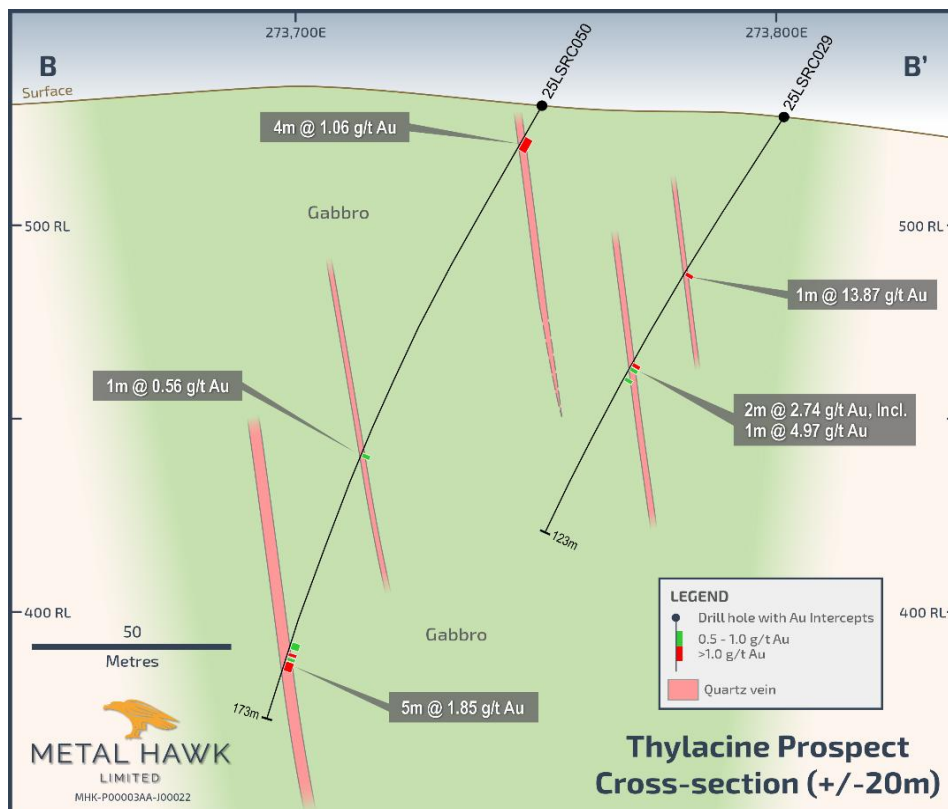 273,700E
273,800E
B
B'
25LSRC050
25LSRC029
Surface
4m @ 1.06 g/t Au
Gabbro
500 RL
500 RL
1m @ 13.87 g/t Au
1m @ 0.56 g/t Au
2m @ 2.74 g/t Au, Incl.
1m @ 4.97 g/t Au
123m
400 RL
400 RL
LEGEND
Drill hole with Au Intercepts
0.5 - 1.0 g/t Au
>1.0 g/t Au
Quartz vein
Gabbro
50
Metres
173m
5m @ 1.85 g/t Au
METAL HAWK
LIMITED
MHK-P00003AA-J00022
Thylacine Prospect
Cross-section (+/-20m)